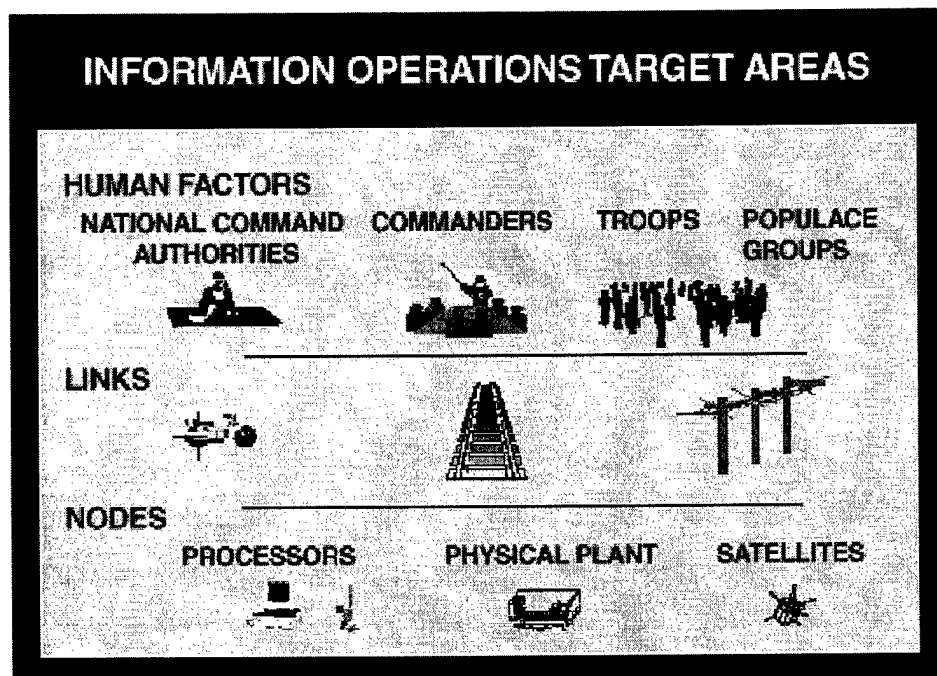 INFORMATION OPERATIONS TARGET AREAS
HUMAN FACTORS
NATIONAL COMMAND AUTHORITIES
COMMANDERS
TROOPS
POPULACE GROUPS
LINKS
NODES
PROCESSORS
PHYSICAL PLANT
SATELLITES